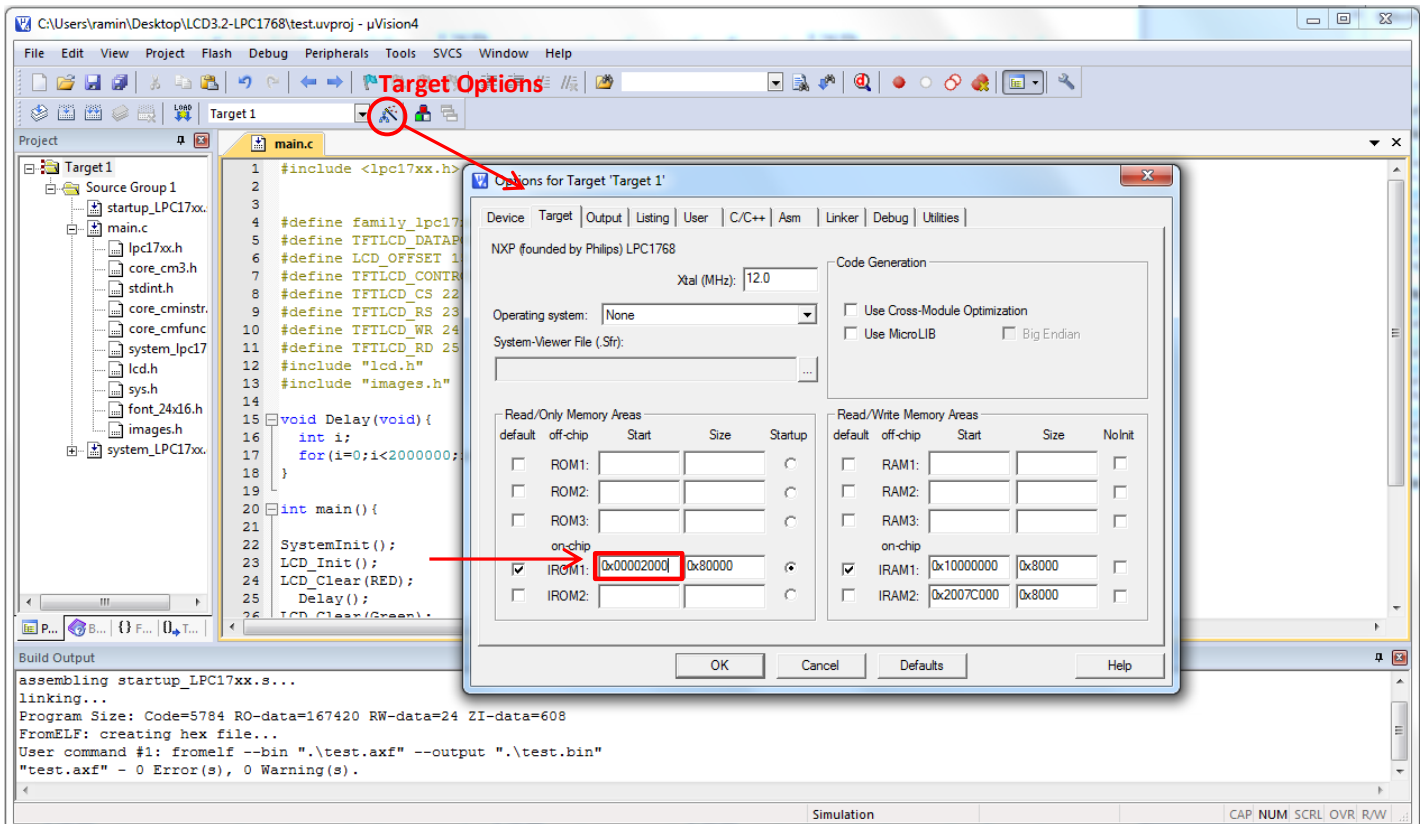 C:\Users\ramin\Desktop\LCD3.2-LPC1768\test.uvproj - µVision4
File Edit View Project Flash Debug Peripherals Tools SVCS Window Help
Target Options
LOAD Target 1
Project
main.c
Target 1
Source Group 1
startup_LPC17xx.
main.c
lpc17xx.h
core_cm3.h
stdint.h
core_cminstr.
core_cmfunc
system_lpc17
lcd.h
sys.h
font_24x16.h
images.h
system_LPC17xx.
P... B... {} F... 0 T...
1 #include <lpc17xx.h>
2
3
4 #define family_lpc17
5 #define TFTLCD_DATAP
6 #define LCD_OFFSET 1
7 #define TFTLCD_CONTR
8 #define TFTLCD_CS 22
9 #define TFTLCD_RS 23
10 #define TFTLCD_WR 24
11 #define TFTLCD_RD 25
12 #include "lcd.h"
13 #include "images.h"
14
15 void Delay(void){
16 int i;
17 for(i=0;i<2000000;
18 }
19
20 int main(){
21
22 SystemInit();
23 LCD_Init();
24 LCD_Clear(RED);
25 Delay();
26 LCD_Clear(Green);
Options for Target 'Target 1'
Device Target Output Listing User C/C++ Asm Linker Debug Utilities
NXP (founded by Philips) LPC1768
Xtal (MHz): 12.0
Operating system: None
System-Viewer File (.Sfr):
...
Code Generation
Use Cross-Module Optimization
Use MicroLIB Big Endian
Read/Only Memory Areas
default off-chip Start Size Startup
ROM1:
ROM2:
ROM3:
on-chip
IROM1: 0x00002000 0x80000
IROM2:
Read/Write Memory Areas
default off-chip Start Size NoInit
RAM1:
RAM2:
RAM3:
on-chip
IRAM1: 0x10000000 0x8000
IRAM2: 0x2007C000 0x8000
OK Cancel Defaults Help
Build Output
assembling startup_LPC17xx.s...
linking...
Program Size: Code=5784 RO-data=167420 RW-data=24 ZI-data=608
FromELF: creating hex file...
User command #1: fromelf --bin ".\test.axf" --output ".\test.bin"
"test.axf" - 0 Error(s), 0 Warning(s).
Simulation
CAP NUM SCRL OVR R/W